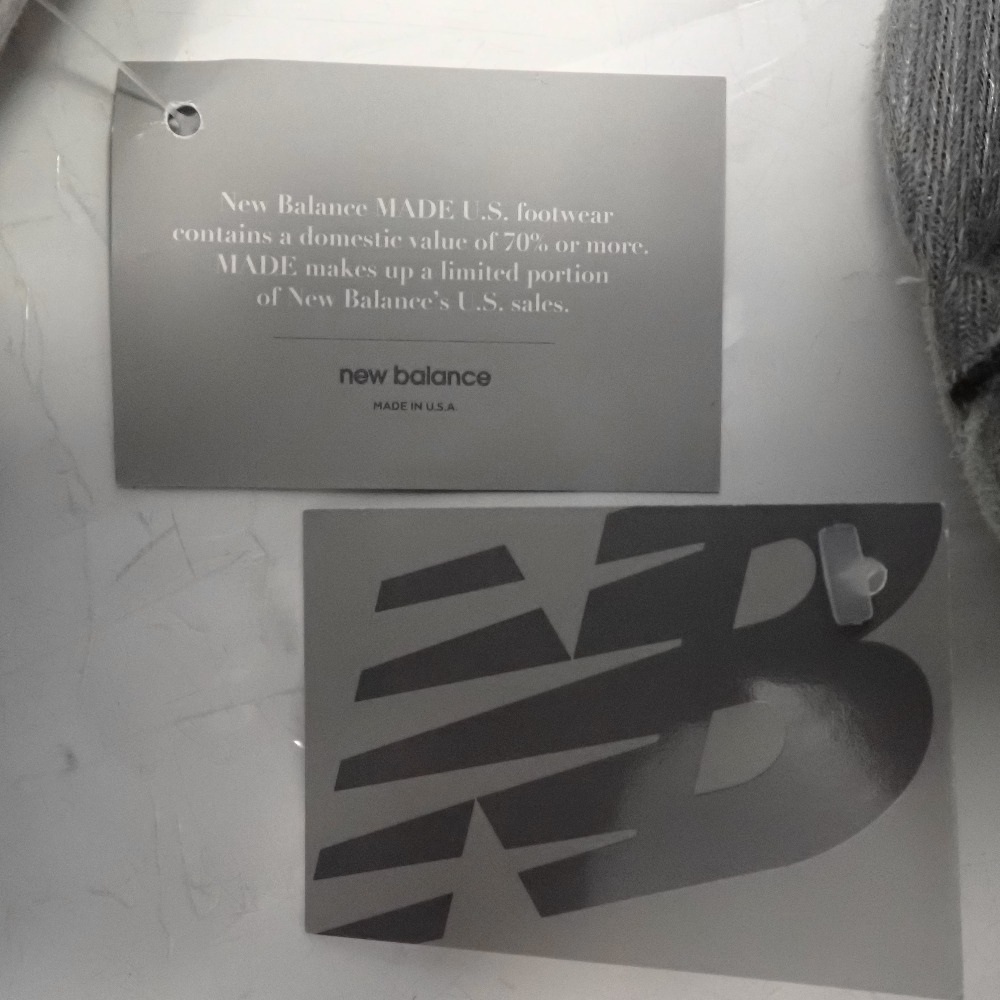 New Balance MADE U.S. footwear
contains a domestic value of 70% or more.
MADE makes up a limited portion
of New Balance's U.S. sales.
new balance
MADE IN U.S.A.
NB